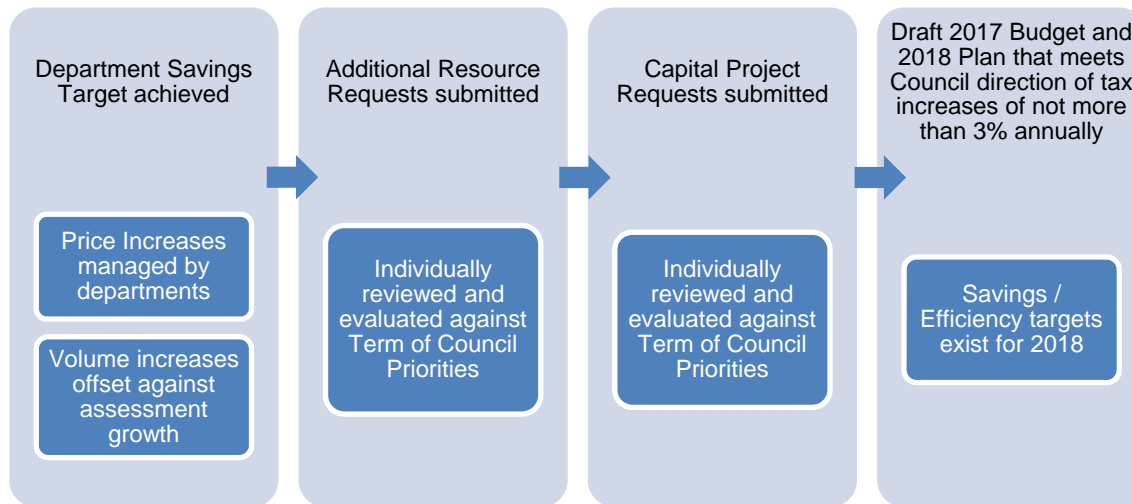 Department Savings
Target achieved
Price Increases
managed by
departments
Volume increases
offset against
assessment
growth
Additional Resource
Requests submitted
Individually
reviewed and
evaluated against
Term of Council
Priorities
Capital Project
Requests submitted
Individually
reviewed and
evaluated against
Term of Council
Priorities
Draft 2017 Budget and
2018 Plan that meets
Council direction of tax
increases of not more
than 3% annually
Savings /
Efficiency targets
exist for 2018